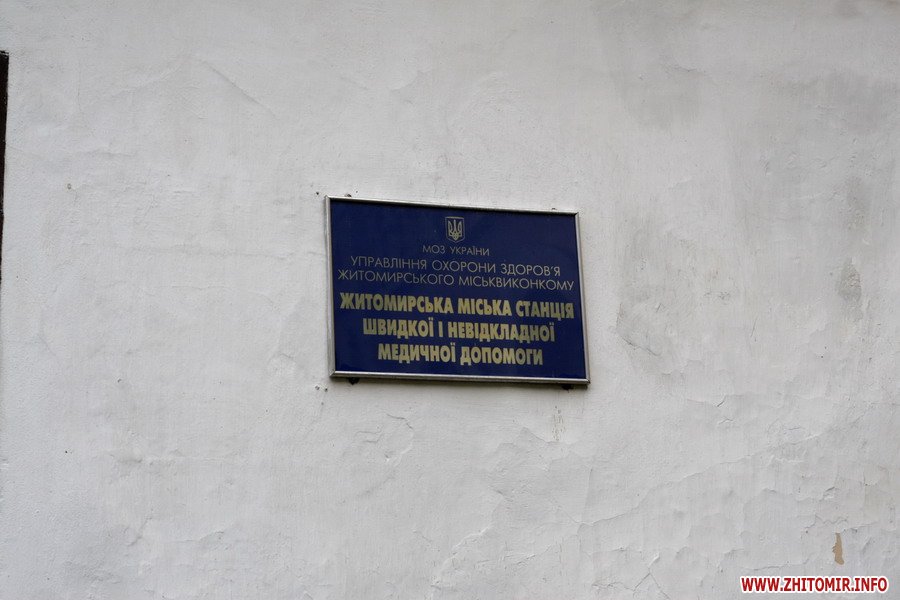 МОЗ УКРАЇНИ
УПРАВЛІННЯ ОХОРОНИ ЗДОРОВ'Я
ЖИТОМИРСЬКОГО МІСЬКВИКОНКОМУ
ЖИТОМИРСЬКА МІСЬКА СТАНЦІЯ
ШВИДКОЇ І НЕВІДКЛАДНОЇ
МЕДИЧНОЇ ДОПОМОГИ
WWW.ZHITOMIR.INFO